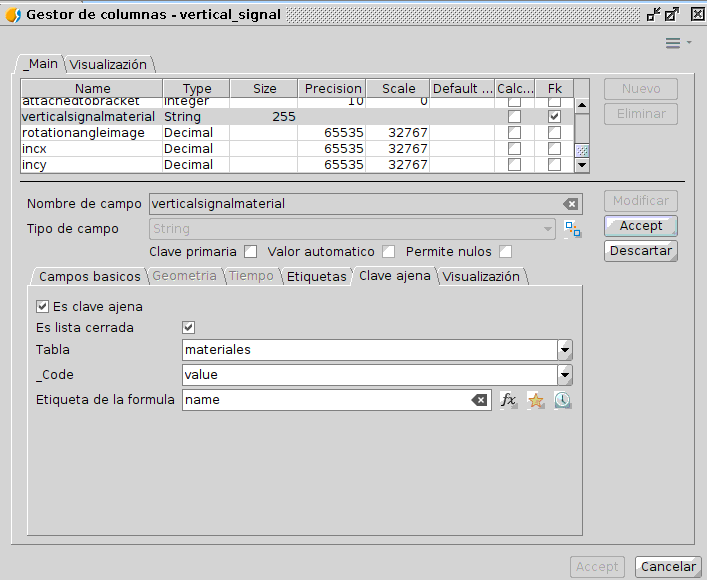 Gestor de columnas - vertical_signal
_Main Visualización
Name Type Size Precision Scale Default ... Calc... Fk
attachedtobracket Integer 10 0
verticalsignalmaterial String 255
rotationangleimage Decimal 65535 32767
incx Decimal 65535 32767
incy Decimal 65535 32767
Nuevo
Eliminar
Nombre de campo verticalsignalmaterial
Modificar
Tipo de campo String
Accept
Clave primaria Valor automatico Permite nulos
Descartar
Campos basicos Geometria Tiempo Etiquetas Clave ajena Visualización
Es clave ajena
Es lista cerrada
Tabla materiales
_Code value
Etiqueta de la formula name fx
Accept Cancelar